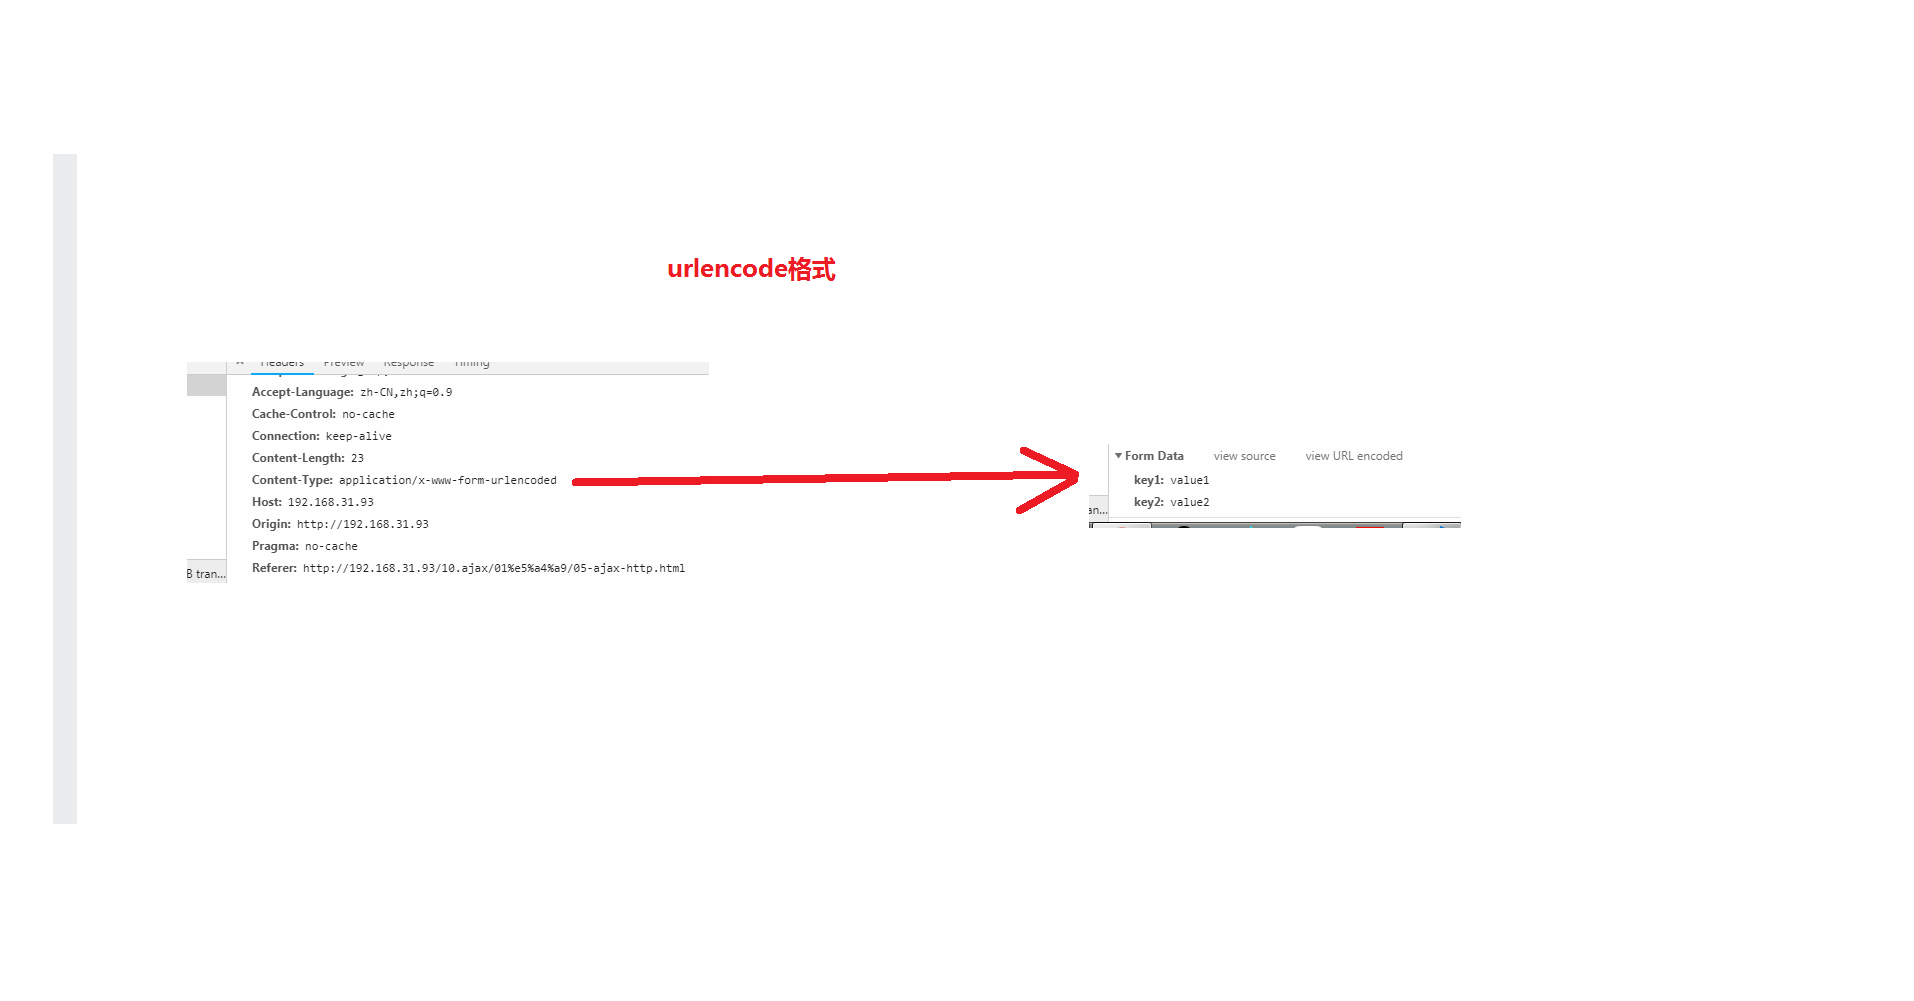 urlencode格式
Headers Preview Response Timing
Accept-Language: zh-CN,zh;q=0.9
Cache-Control: no-cache
Connection: keep-alive
Content-Length: 23
Content-Type: application/x-www-form-urlencoded
Host: 192.168.31.93
Origin: http://192.168.31.93
Pragma: no-cache
Referer: http://192.168.31.93/10.ajax/01%e5%a4%a9/05-ajax-http.html
B tran...
Form Data view source view URL encoded
key1: value1
key2: value2
an...